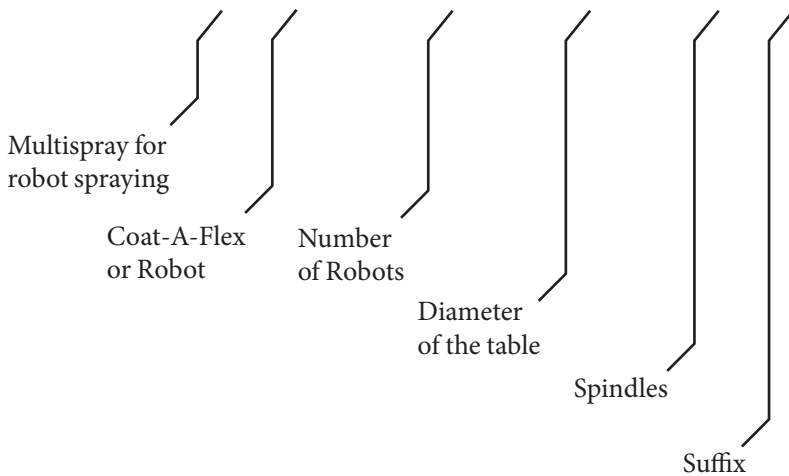 Multispray for
robot spraying
Coat-A-Flex
or Robot
Number
of Robots
Diameter
of the table
Spindles
Suffix